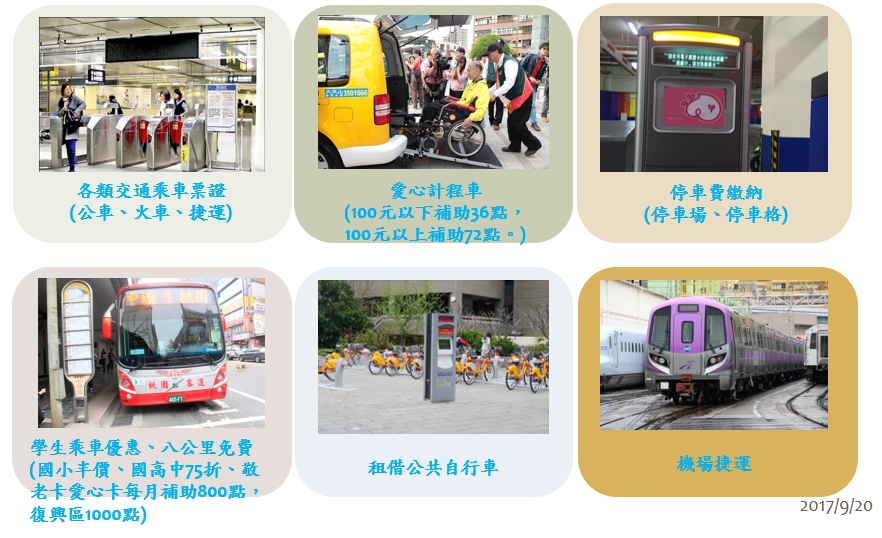 各類交通乘車票證
(公車、火車、捷運)
3501666
愛心計程車
(100元以下補助36點，
100元以上補助72點。)
停車費繳納
(停車場、停車格)
桃園 客運
學生乘車優惠、八公里免費
(國小半價、國高中75折、敬
老卡愛心卡每月補助800點，
復興區1000點)
租借公共自行車
機場捷運
2017/9/20